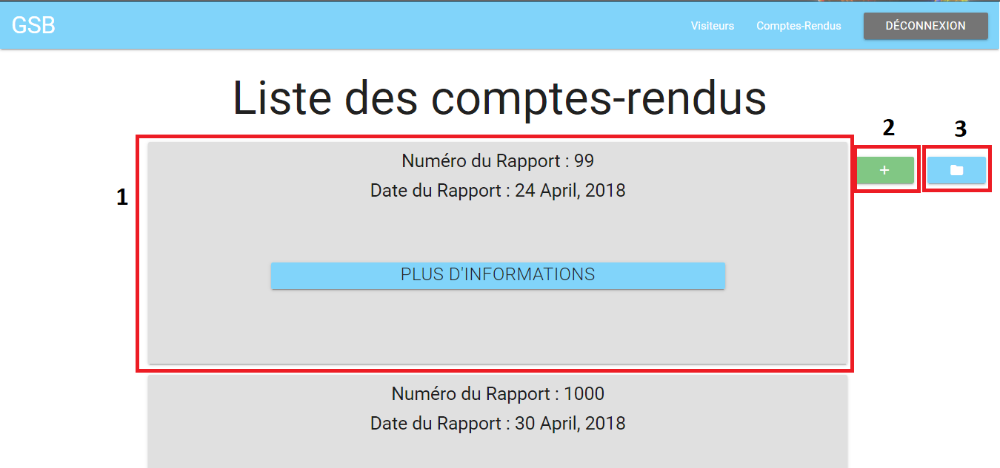 GSB
Visiteurs Comptes-Rendus DÉCONNEXION
Liste des comptes-rendus
2 3
Numéro du Rapport : 99
Date du Rapport : 24 April, 2018
1
+
PLUS D'INFORMATIONS
Numéro du Rapport : 1000
Date du Rapport : 30 April, 2018